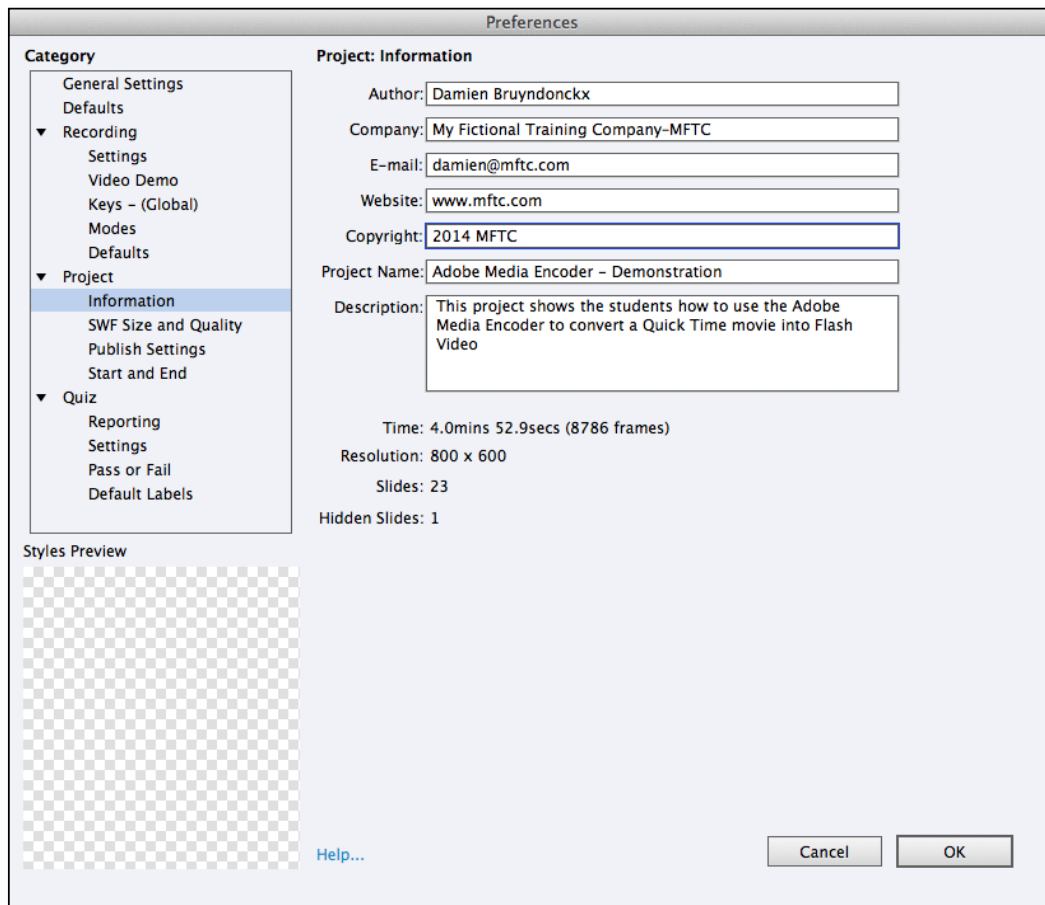 Preferences
Category
General Settings
Defaults
Recording
Settings
Video Demo
Keys – (Global)
Modes
Defaults
Project
Information
SWF Size and Quality
Publish Settings
Start and End
Quiz
Reporting
Settings
Pass or Fail
Default Labels
Styles Preview
Project: Information
Author: Damien Bruyndonckx
Company: My Fictional Training Company–MFTC
E-mail: damien@mftc.com
Website: www.mftc.com
Copyright: 2014 MFTC
Project Name: Adobe Media Encoder – Demonstration
Description: This project shows the students how to use the Adobe
Media Encoder to convert a Quick Time movie into Flash
Video
Time: 4.0mins 52.9secs (8786 frames)
Resolution: 800 x 600
Slides: 23
Hidden Slides: 1
Help...
Cancel
OK